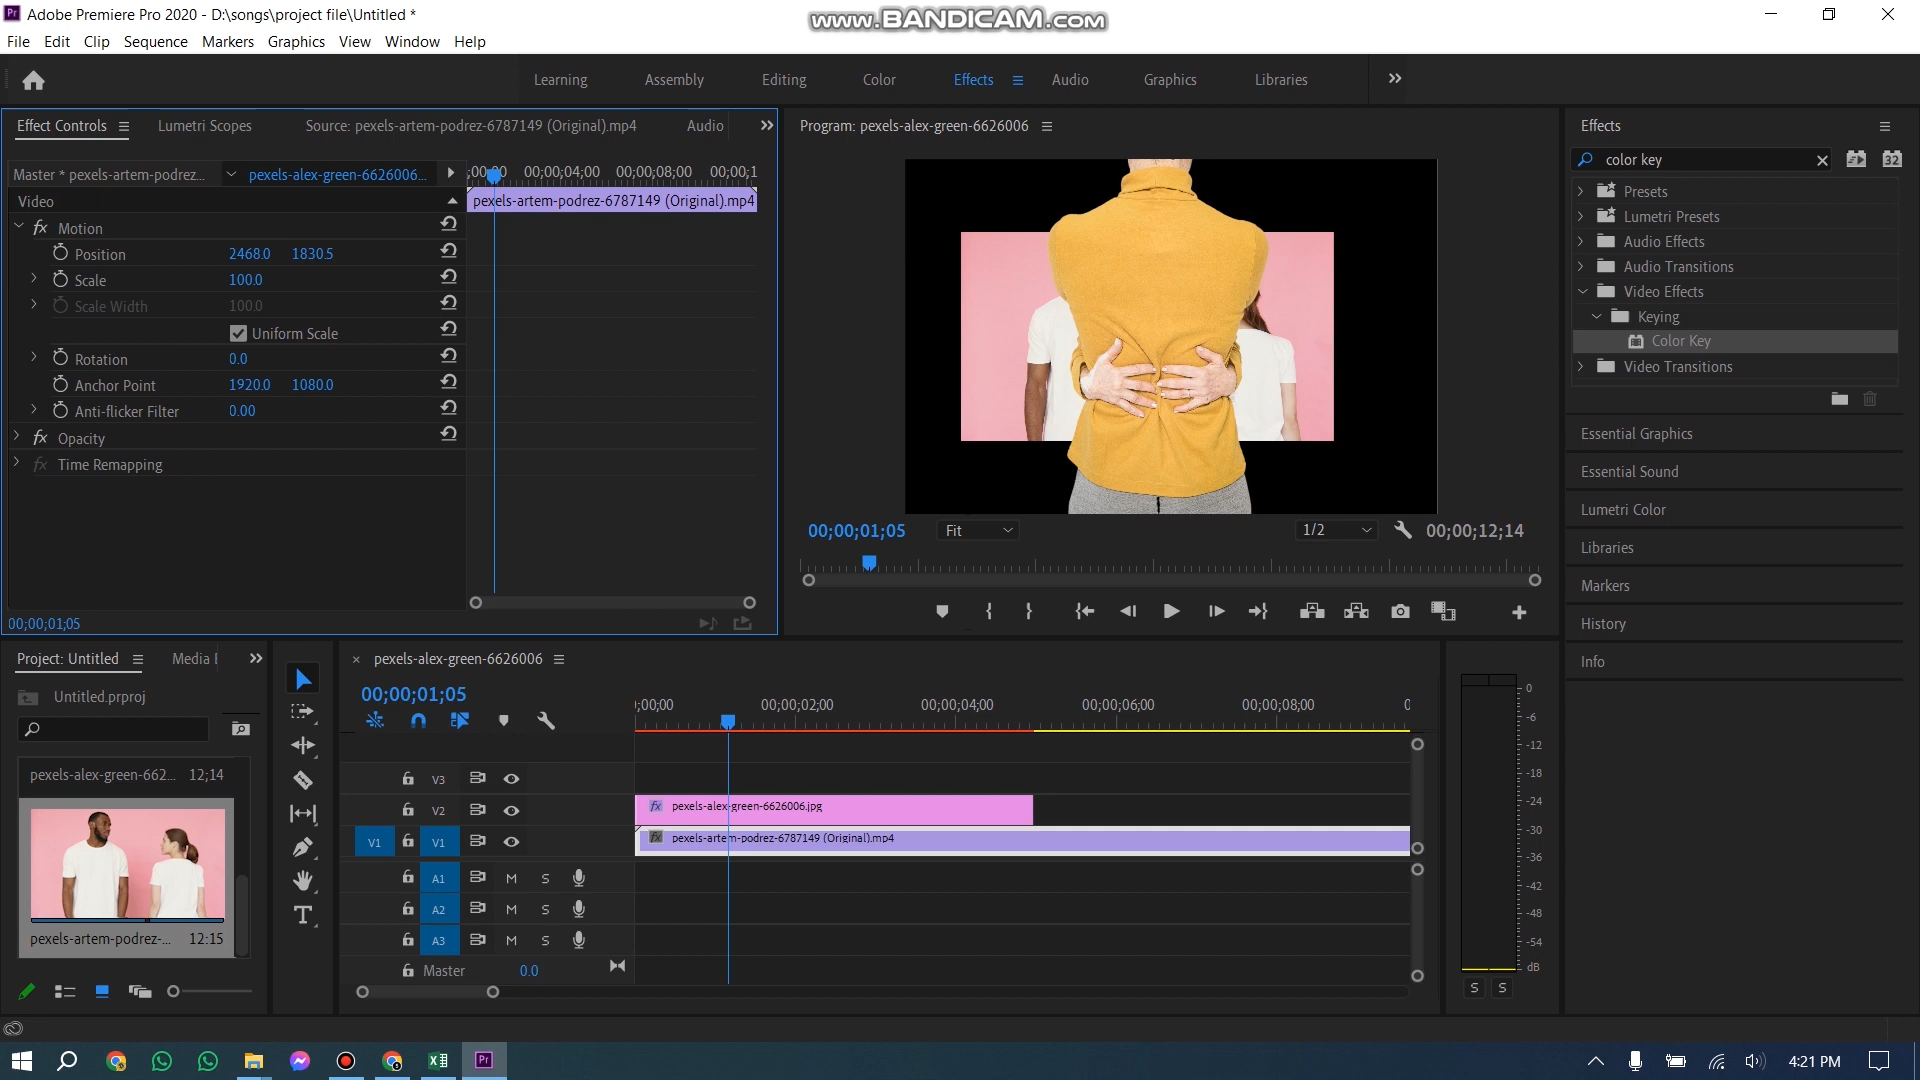 Adobe Premiere Pro 2020 - D:\songs\project file\Untitled *
www.BANDICAM.com
File Edit Clip Sequence Markers Graphics View Window Help
Learning Assembly Editing Color Effects Audio Graphics Libraries
Effect Controls Lumetri Scopes Source: pexels-artem-podrez-6787149 (Original).mp4 Audio
Master * pexels-artem-podrez... pexels-alex-green-6626006...
;00;00 00;00;04;00 00;00;08;00 00;00;1
Video
pexels-artem-podrez-6787149 (Original).mp4
fx Motion
Position 2468.0 1830.5
Scale 100.0
Scale Width 100.0
Uniform Scale
Rotation 0.0
Anchor Point 1920.0 1080.0
Anti-flicker Filter 0.00
fx Opacity
fx Time Remapping
00;00;01;05
Program: pexels-alex-green-6626006
00;00;01;05 Fit 1/2 00;00;12;14
Effects
color key
32
Presets
Lumetri Presets
Audio Effects
Audio Transitions
Video Effects
Keying
Color Key
Video Transitions
Essential Graphics
Essential Sound
Lumetri Color
Libraries
Markers
History
Info
Project: Untitled Media
Untitled.prproj
pexels-alex-green-662... 12;14
pexels-artem-podrez-... 12:15
pexels-alex-green-6626006
00;00;01;05
;00;00 00;00;02;00 00;00;04;00 00;00;06;00 00;00;08;00 0
V3
V2 fx pexels-alex-green-6626006.jpg
V1 V1 fx pexels-artem-podrez-6787149 (Original).mp4
A1 M S
A2 M S
A3 M S
Master 0.0
0
-6
-12
-18
-24
-30
-36
-42
-48
-54
dB
S S
Pr
4:21 PM